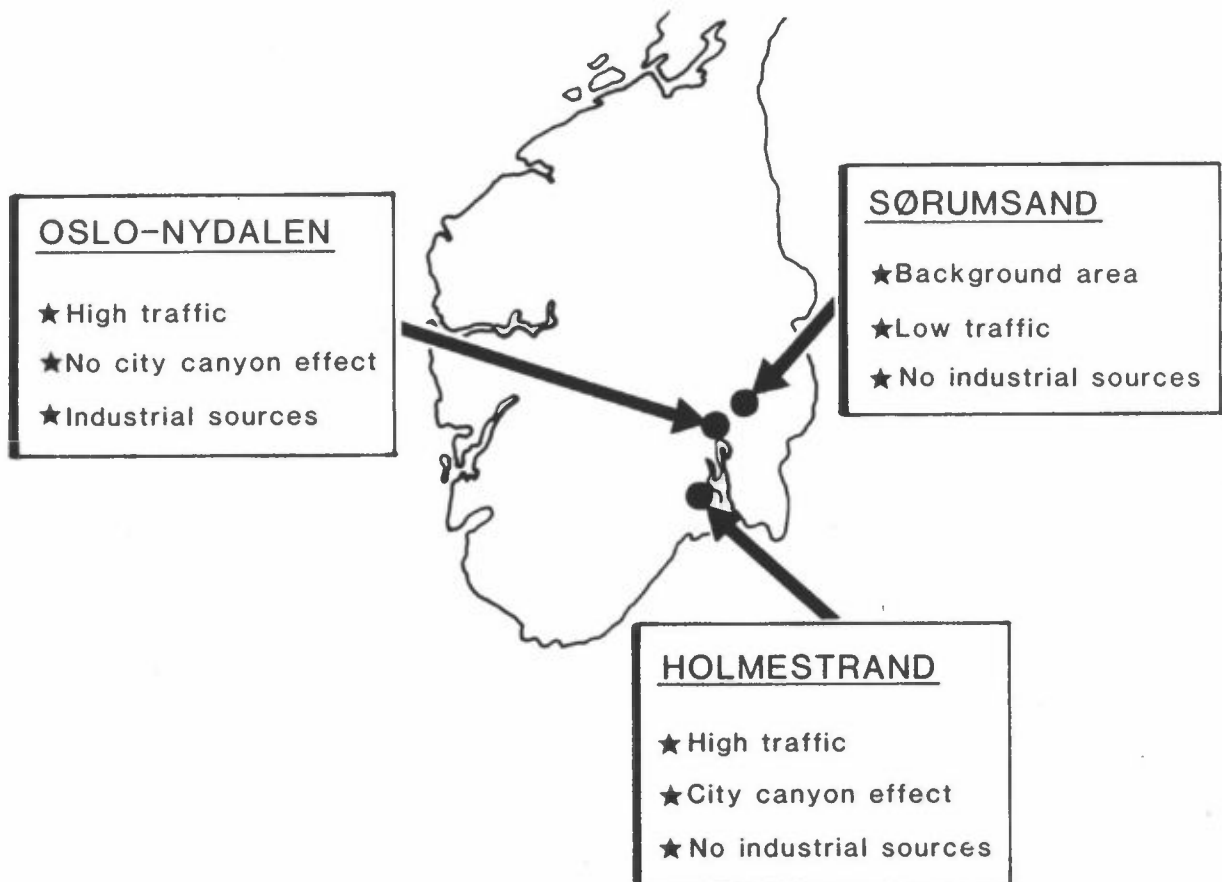 OSLO-NYDALEN
★High traffic
★No city canyon effect
★Industrial sources
SØRUMSAND
★Background area
★Low traffic
★No industrial sources
HOLMESTRAND
★High traffic
★City canyon effect
★No industrial sources